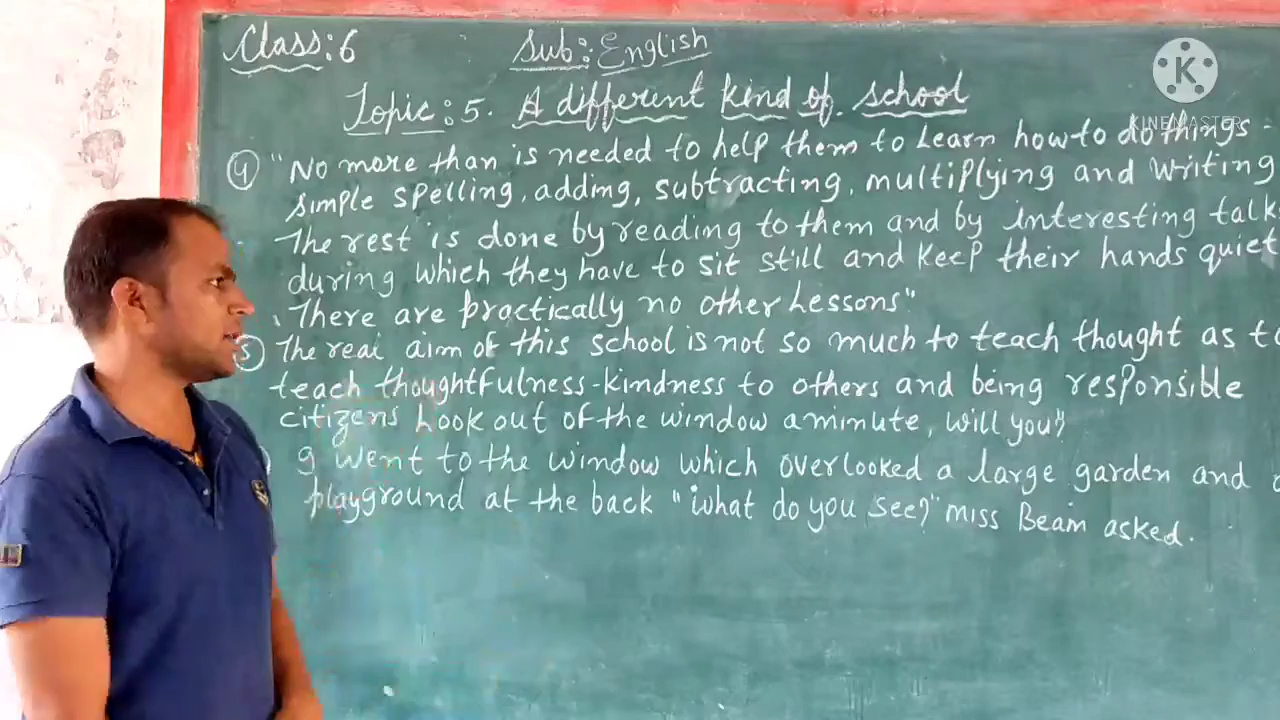 Class:6 Sub: English
Topic:5. A different kind of school
④ "No more than is needed to help them to Learn how to do things -
simple spelling, adding, subtracting, multiplying and writing
The rest is done by reading to them and by interesting talk
during which they have to sit still and keep their hands quiet
There are practically no other Lessons"
The real aim of this school is not so much to teach thought as to
teach thoughtfulness-kindness to others and being responsible
citizens Look out of the window a minute, will you?
I went to the window which overlooked a large garden and a
playground at the back "what do you see?" miss Beam asked.
K
KINEMASTER